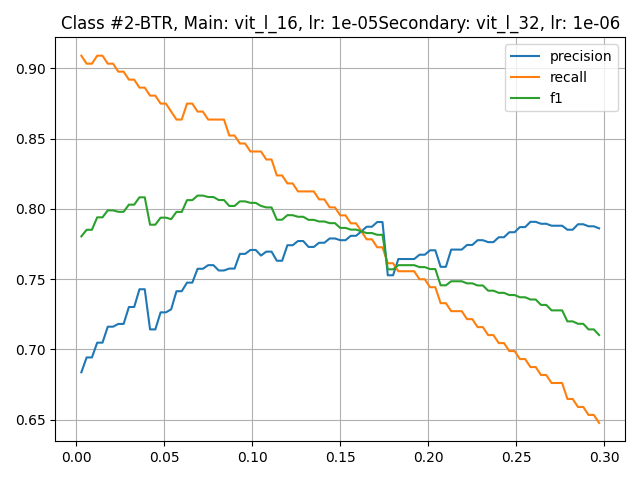 Class #2-BTR, Main: vit_l_16, lr: 1e-05Secondary: vit_l_32, lr: 1e-06
precision
recall
f1
0.90
0.85
0.80
0.75
0.70
0.65
0.00 0.05 0.10 0.15 0.20 0.25 0.30